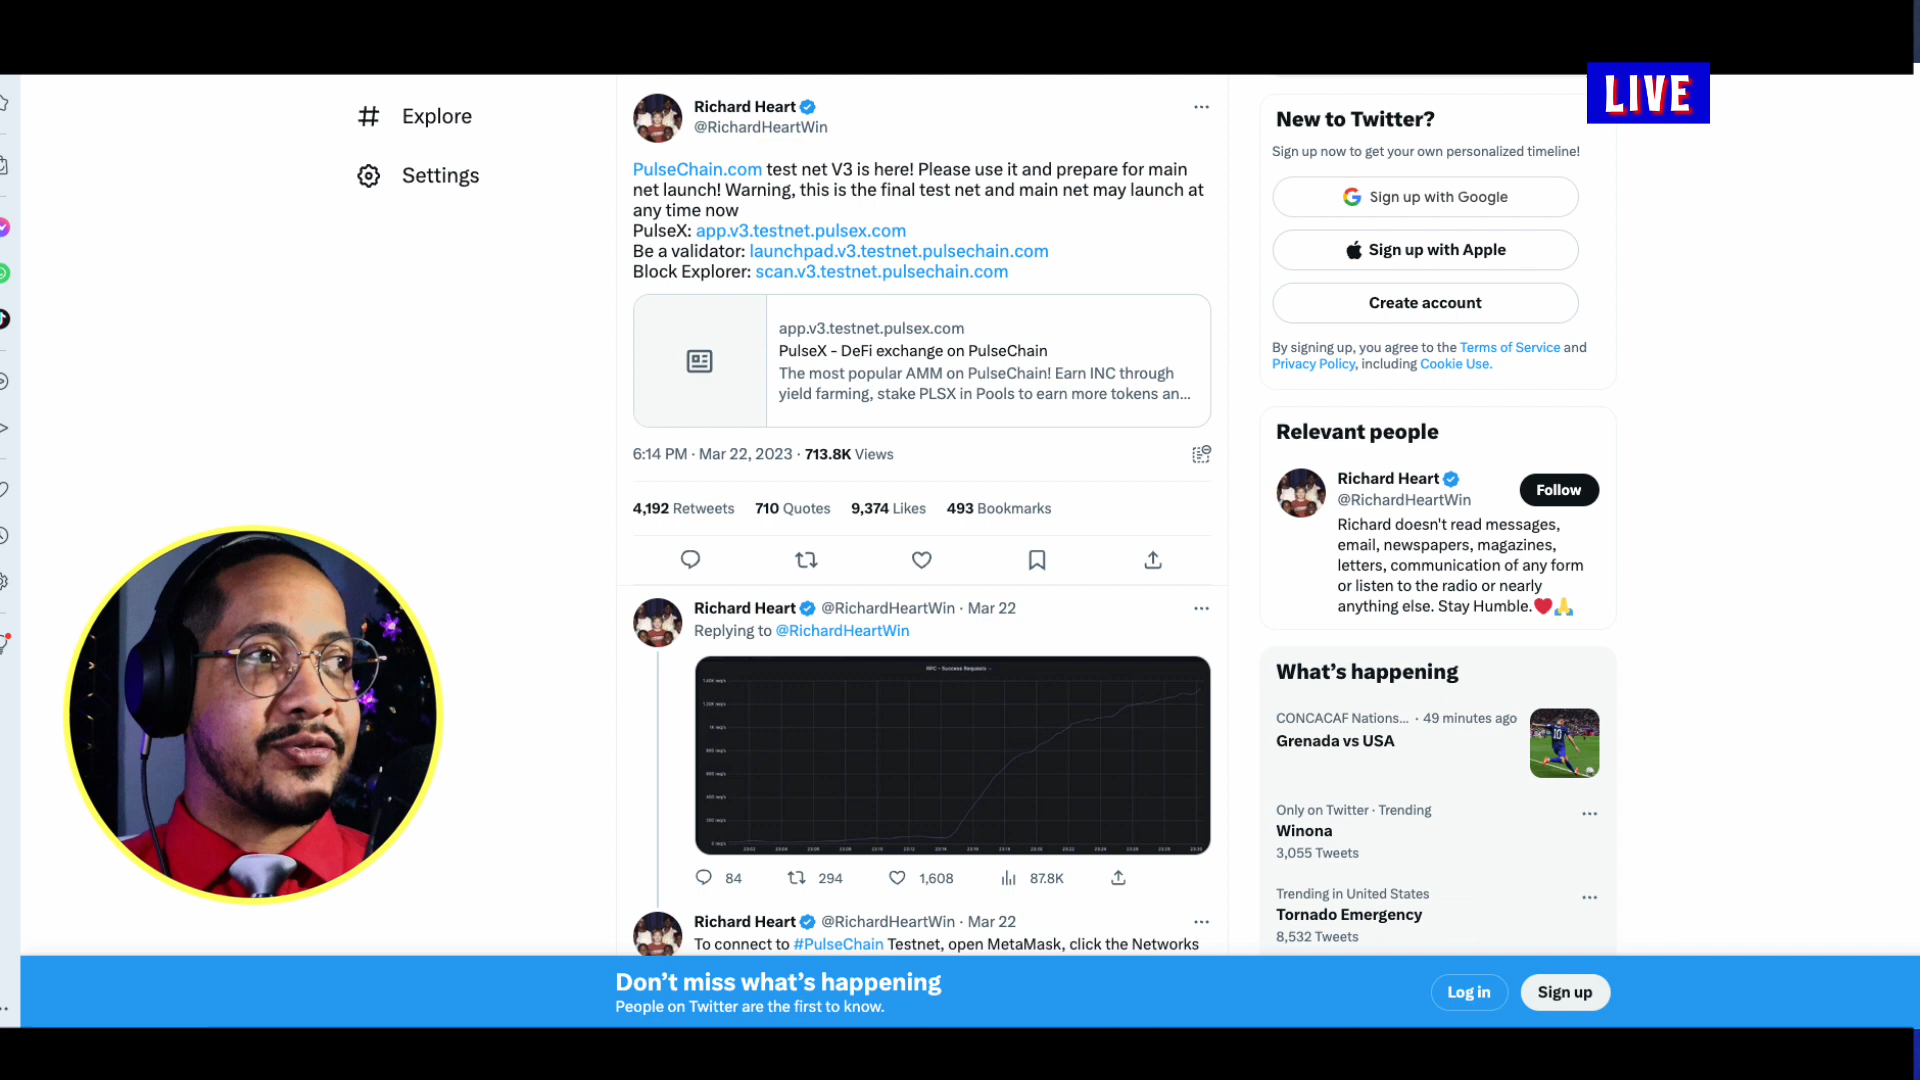 LIVE
Explore
Settings
Richard Heart
@RichardHeartWin
PulseChain.com test net V3 is here! Please use it and prepare for main
net launch! Warning, this is the final test net and main net may launch at
any time now
PulseX: app.v3.testnet.pulsex.com
Be a validator: launchpad.v3.testnet.pulsechain.com
Block Explorer: scan.v3.testnet.pulsechain.com
app.v3.testnet.pulsex.com
PulseX - DeFi exchange on PulseChain
The most popular AMM on PulseChain! Earn INC through
yield farming, stake PLSX in Pools to earn more tokens an...
6:14 PM · Mar 22, 2023 · 713.8K Views
4,192 Retweets 710 Quotes 9,374 Likes 493 Bookmarks
Richard Heart @RichardHeartWin · Mar 22
Replying to @RichardHeartWin
RPC - Success Requests
84 294 1,608 87.8K
Richard Heart @RichardHeartWin · Mar 22
To connect to #PulseChain Testnet, open MetaMask, click the Networks
New to Twitter?
Sign up now to get your own personalized timeline!
Sign up with Google
Sign up with Apple
Create account
By signing up, you agree to the Terms of Service and
Privacy Policy, including Cookie Use.
Relevant people
Richard Heart
@RichardHeartWin
Follow
Richard doesn't read messages,
email, newspapers, magazines,
letters, communication of any form
or listen to the radio or nearly
anything else. Stay Humble.❤️🙏
What's happening
CONCACAF Nations... · 49 minutes ago
Grenada vs USA
Only on Twitter · Trending
Winona
3,055 Tweets
Trending in United States
Tornado Emergency
8,532 Tweets
Don't miss what's happening
People on Twitter are the first to know.
Log in
Sign up